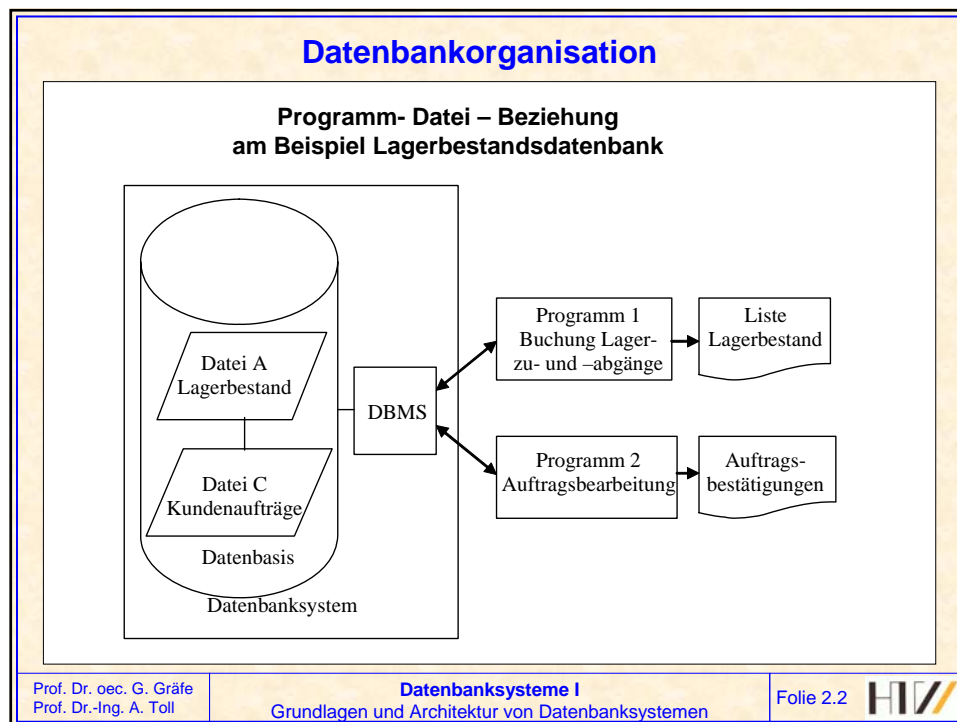 Datenbankorganisation
Programm- Datei – Beziehung
am Beispiel Lagerbestandsdatenbank
Datei A
Lagerbestand
Datei C
Kundenaufträge
Datenbasis
Datenbanksystem
DBMS
Programm 1
Buchung Lager-
zu- und –abgänge
Liste
Lagerbestand
Programm 2
Auftragsbearbeitung
Auftrags-
bestätigungen
Prof. Dr. oec. G. Gräfe
Prof. Dr.-Ing. A. Toll
Datenbanksysteme I
Grundlagen und Architektur von Datenbanksystemen
Folie 2.2
HTW